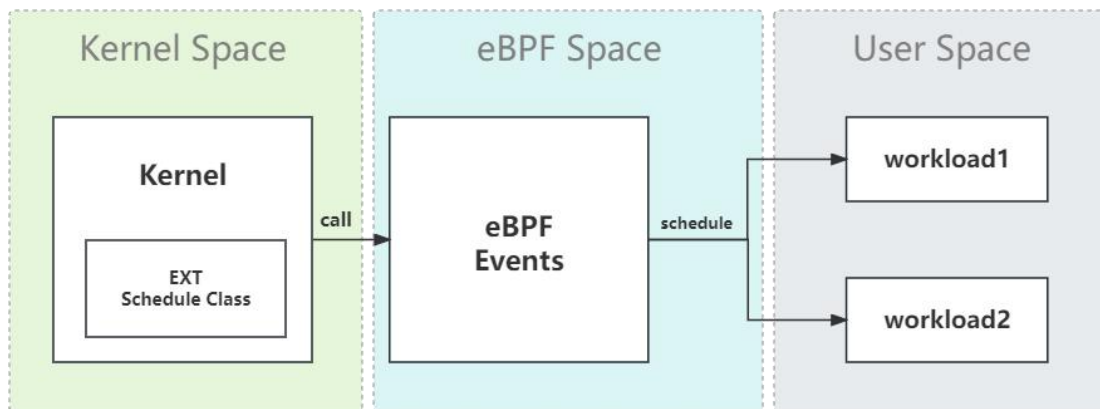 Kernel Space
eBPF Space
User Space
Kernel
EXT
Schedule Class
call
eBPF
Events
schedule
workload1
workload2